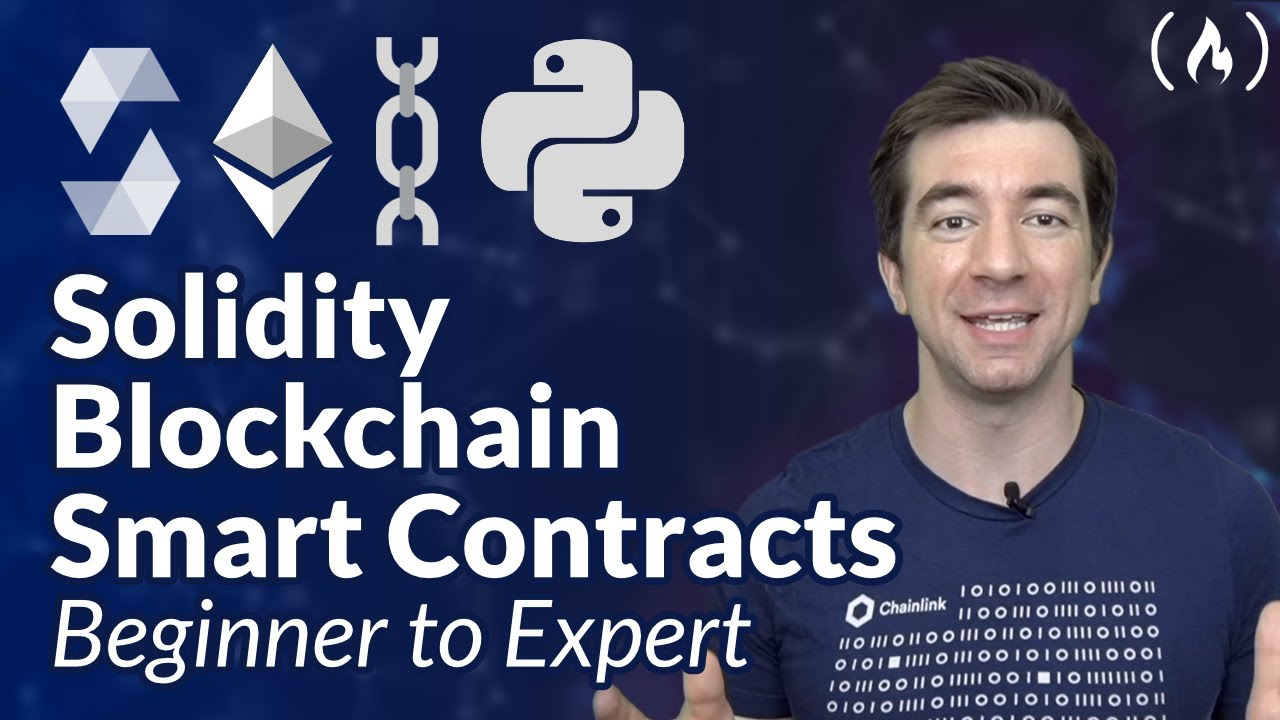 Solidity
Blockchain
Smart Contracts
Beginner to Expert
Chainlink